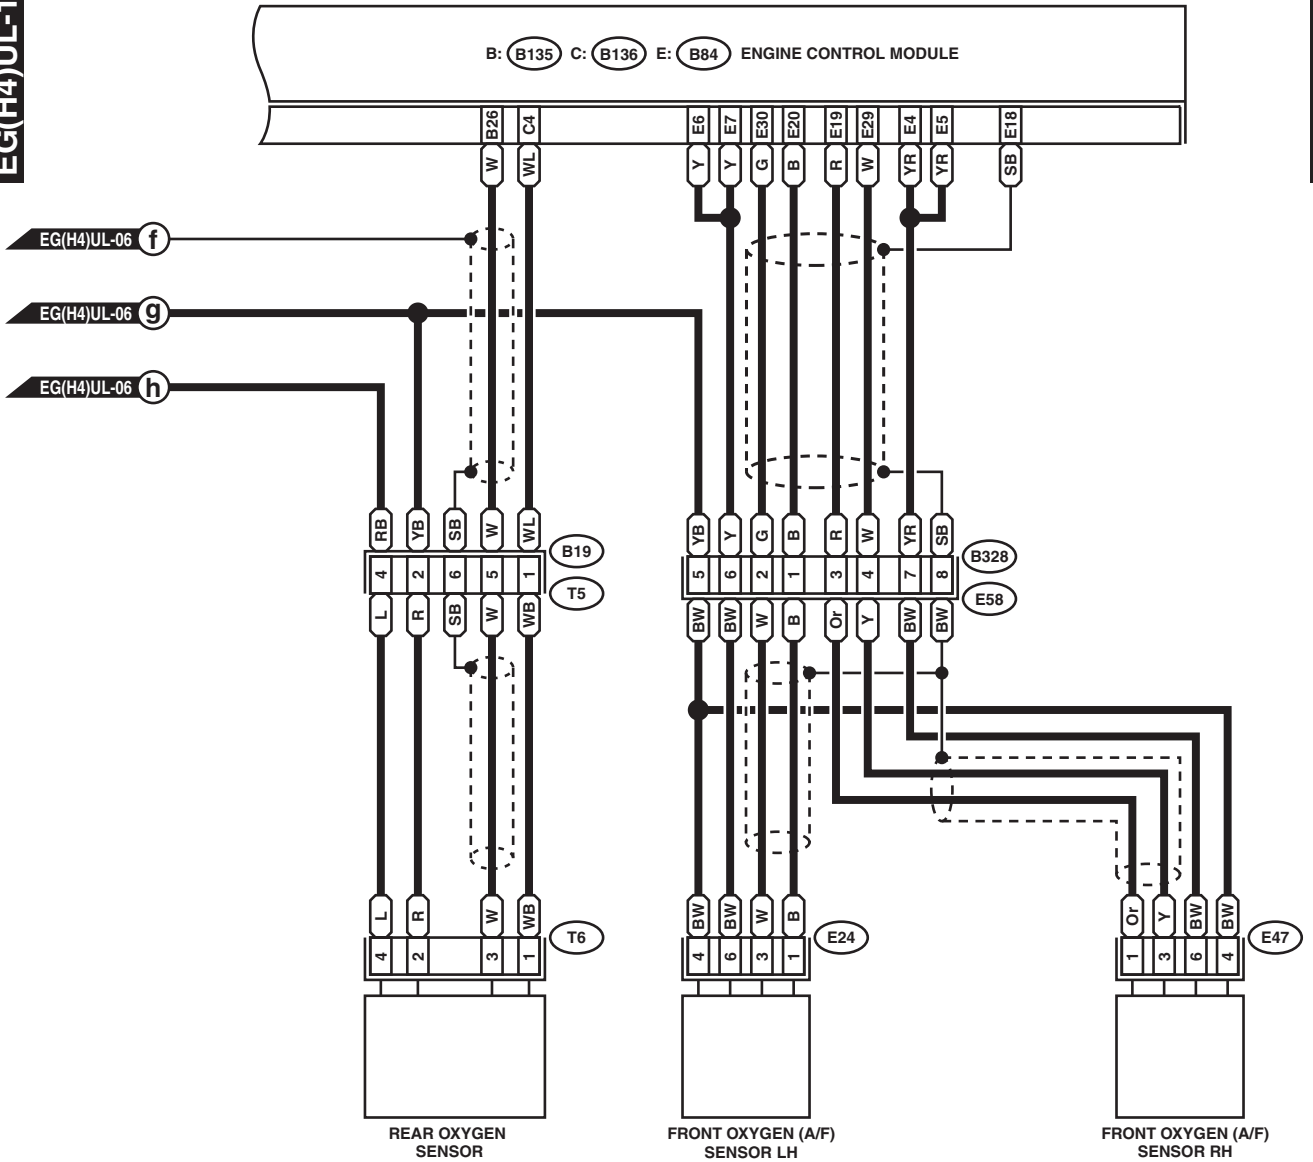 EG(H4)UL-1
B: B135 C: B136 E: B84 ENGINE CONTROL MODULE
B26 C4 E6 E7 E30 E20 E19 E29 E4 E5 E18
W WL Y Y G B R W YR YR SB
EG(H4)UL-06 f
EG(H4)UL-06 g
EG(H4)UL-06 h
RB YB SB W WL YB Y G B R W YR SB
B19 B328
4 2 6 5 1 5 6 2 1 3 4 7 8
T5 E58
L R SB W WB BW BW W B Or Y BW BW
L R W WB BW BW W B Or Y BW BW
T6 E24 E47
4 2 3 1 4 6 3 1 1 3 6 4
REAR OXYGEN
SENSOR
FRONT OXYGEN (A/F)
SENSOR LH
FRONT OXYGEN (A/F)
SENSOR RH